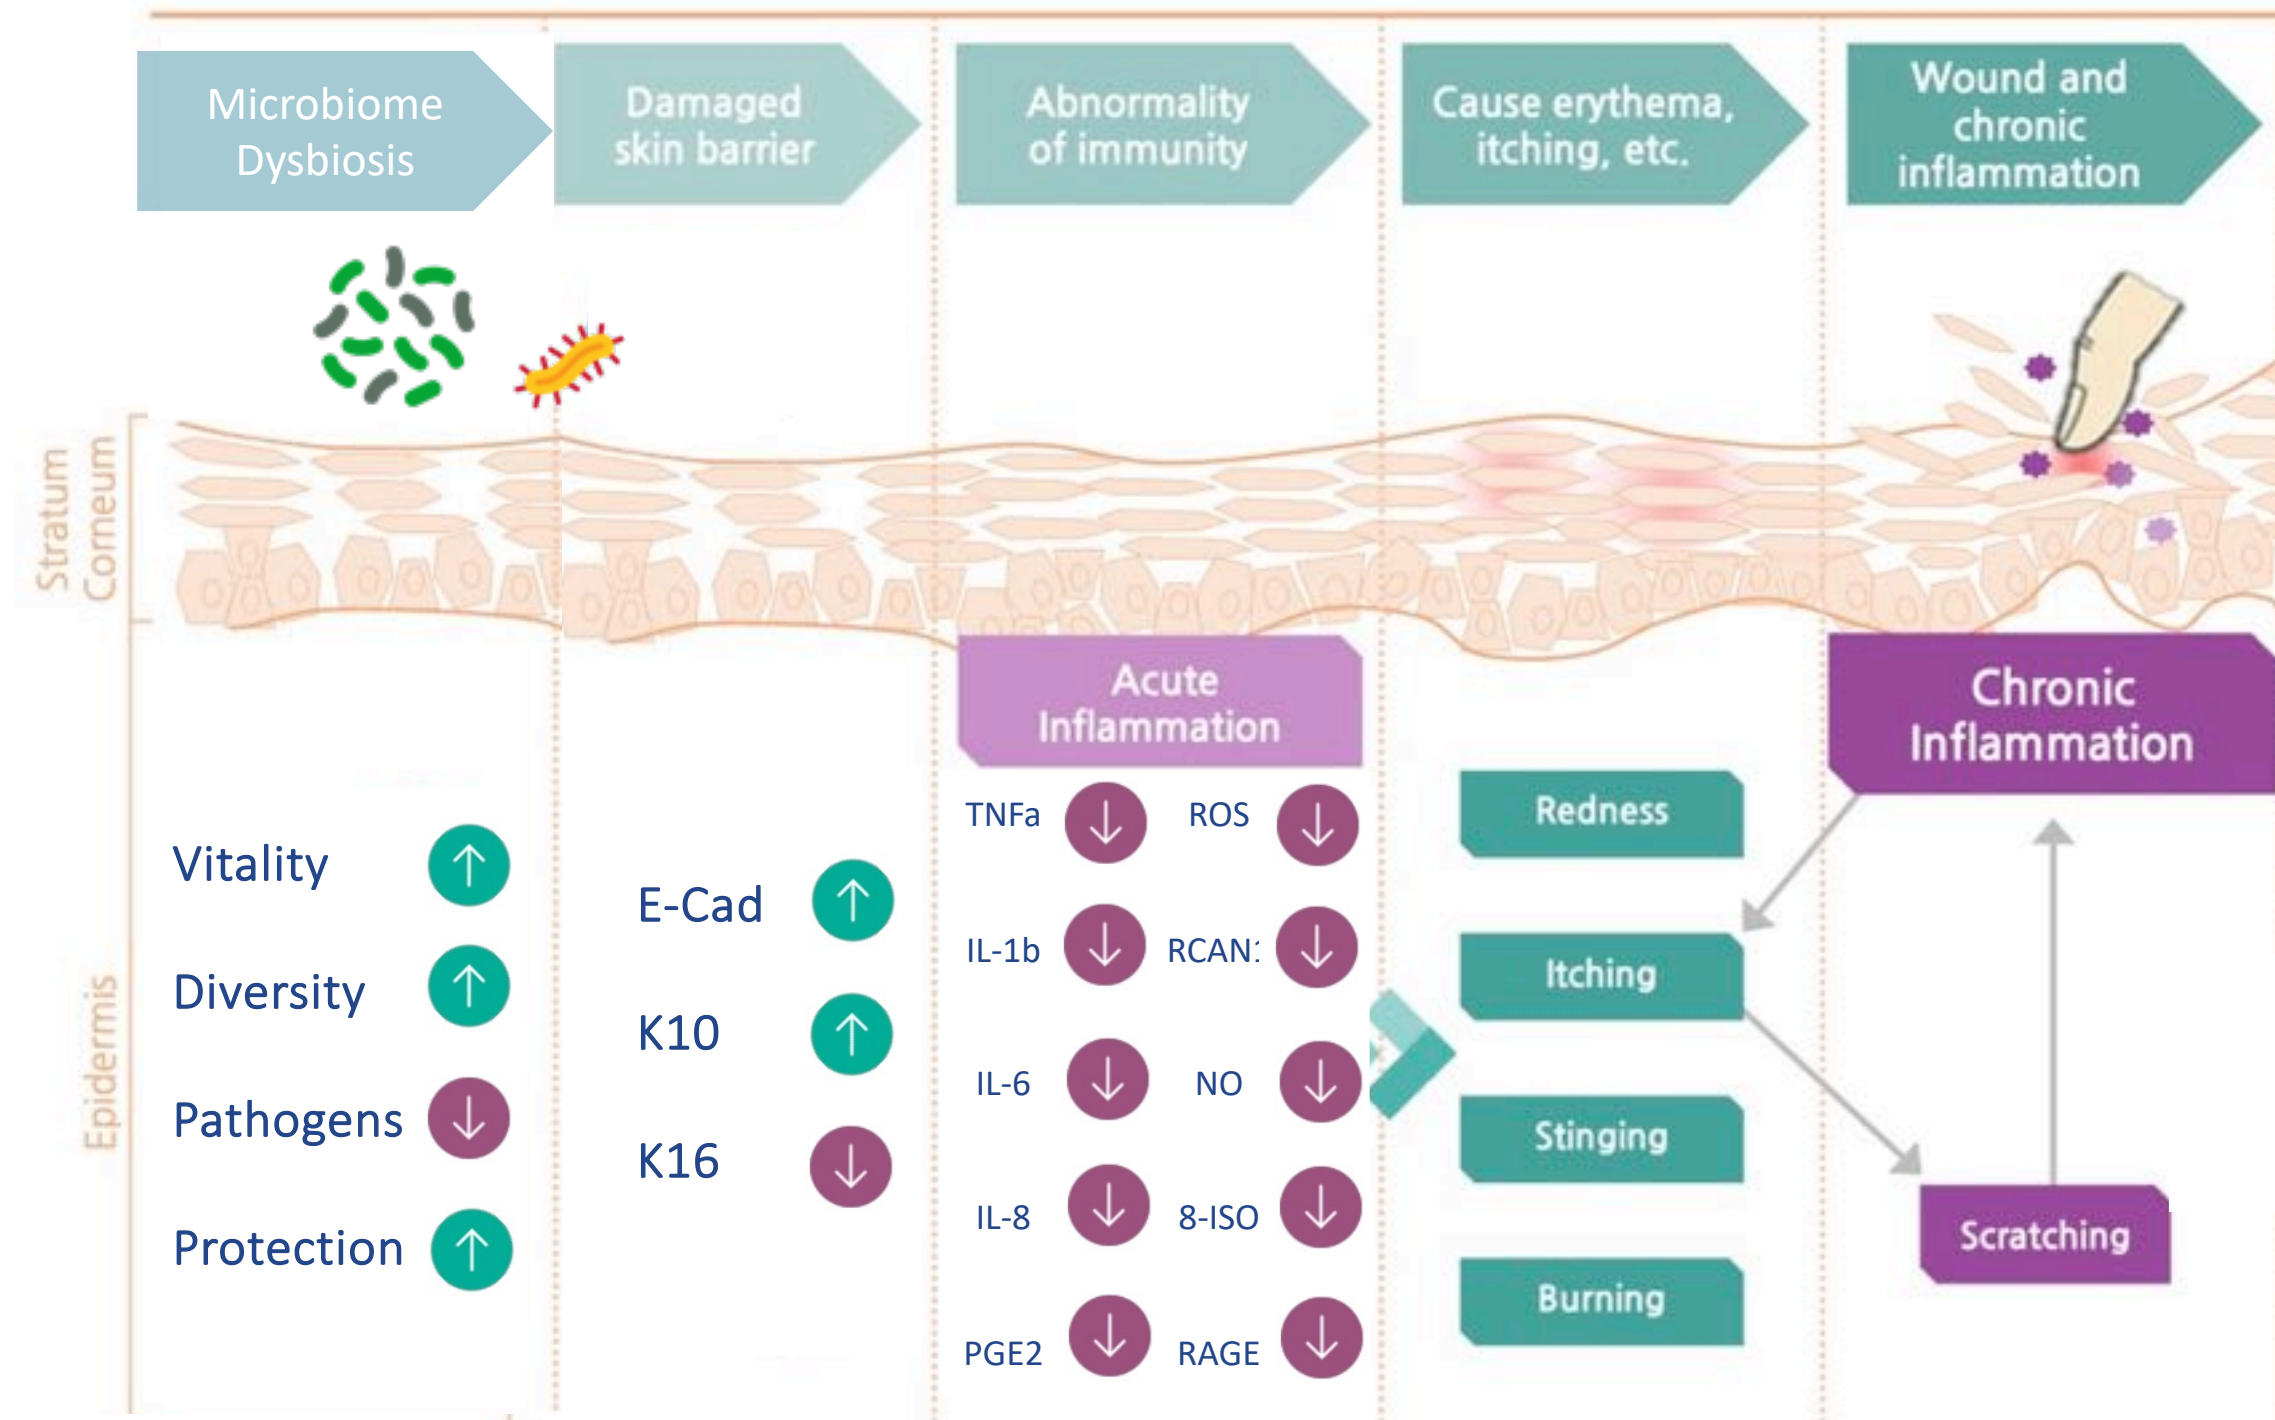 Microbiome
Dysbiosis
Damaged
skin barrier
Abnormality
of immunity
Cause erythema,
itching, etc.
Wound and
chronic
inflammation
Stratum
Corneum
Epidermis
Vitality
Diversity
Pathogens
Protection
E-Cad
K10
K16
Acute
Inflammation
TNFa
ROS
IL-1b
RCAN1
IL-6
NO
IL-8
8-ISO
PGE2
RAGE
Redness
Itching
Stinging
Burning
Chronic
Inflammation
Scratching